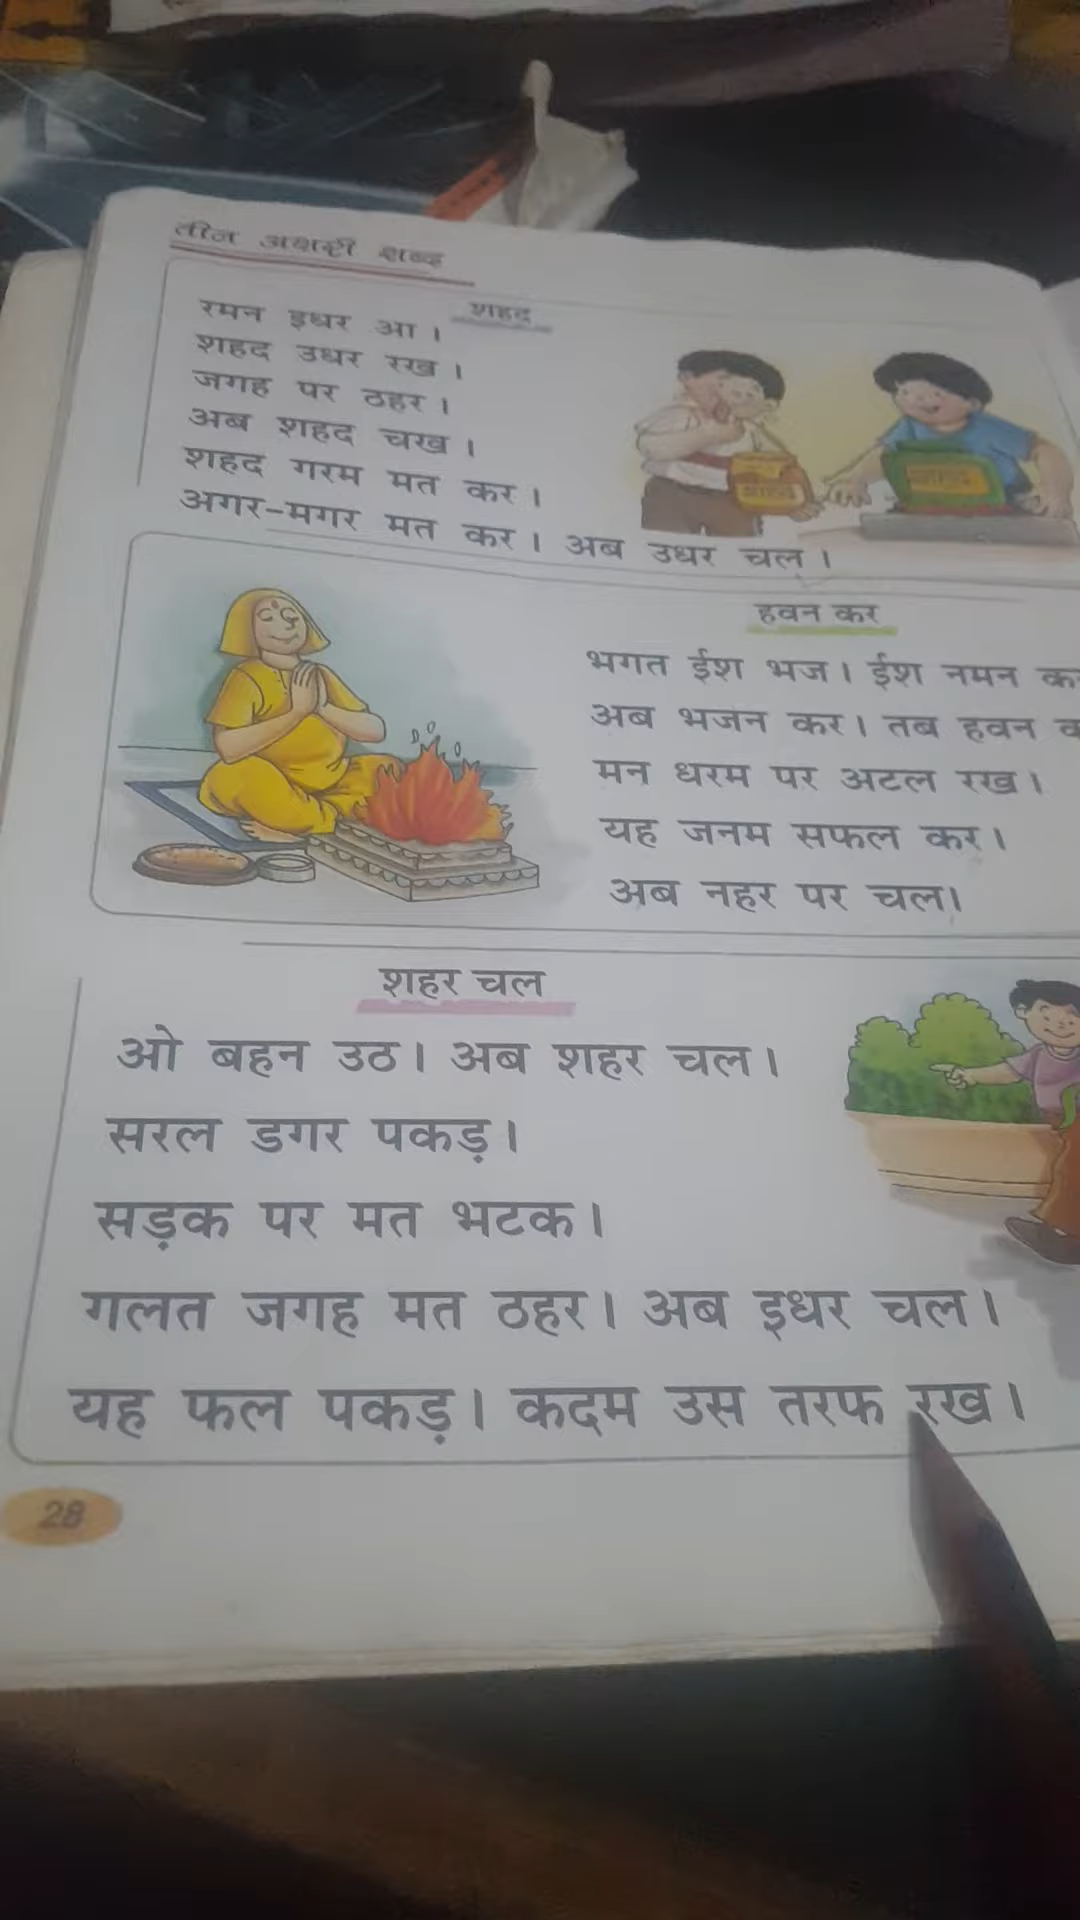 तीन अक्षरी शब्द
शहद
रमन इधर आ।
शहद उधर रख।
जगह पर ठहर।
अब शहद चख।
शहद गरम मत कर।
अगर-मगर मत कर। अब उधर चल।
हवन कर
भगत ईश भज। ईश नमन
अब भजन कर। तब हवन
मन धरम पर अटल रख।
यह जनम सफल कर।
अब नहर पर चल।
शहर चल
ओ बहन उठ। अब शहर चल।
सरल डगर पकड़।
सड़क पर मत भटक।
गलत जगह मत ठहर। अब इधर चल।
यह फल पकड़। कदम उस तरफ रख।
28